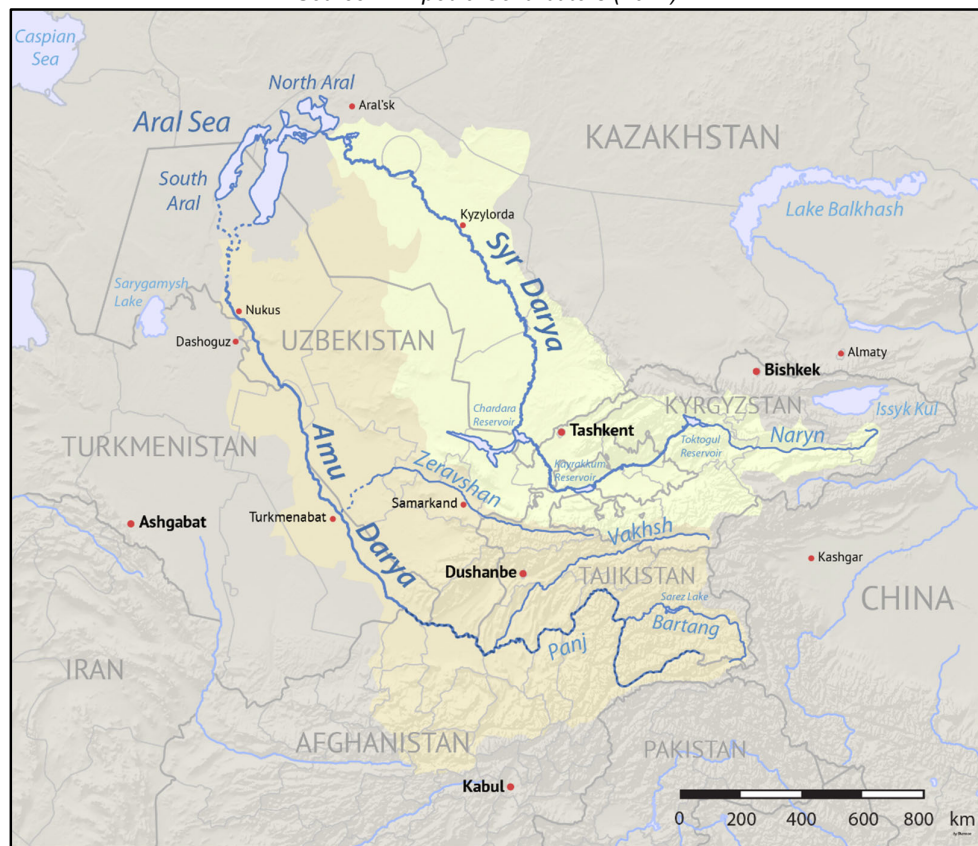 Caspian
Sea
North Aral
Aral'sk
Aral Sea
KAZAKHSTAN
South
Aral
Lake Balkhash
Kyzylorda
Syr Darya
Sarygamysh
Lake
Nukus
UZBEKISTAN
Dashoguz
Almaty
Bishkek
KYRGYZSTAN
Issyk Kul
Chardara
Reservoir
Tashkent
Naryn
Toktogul
Reservoir
TURKMENISTAN
Amu
Kayrakkum
Reservoir
Zeravshan
Samarkand
Turkmenabat
Ashgabat
Darya
Vakhsh
Kashgar
Dushanbe
TAJIKISTAN
CHINA
Sarez Lake
Bartang
Panj
IRAN
AFGHANISTAN
PAKISTAN
Kabul
0 200 400 600 800 km